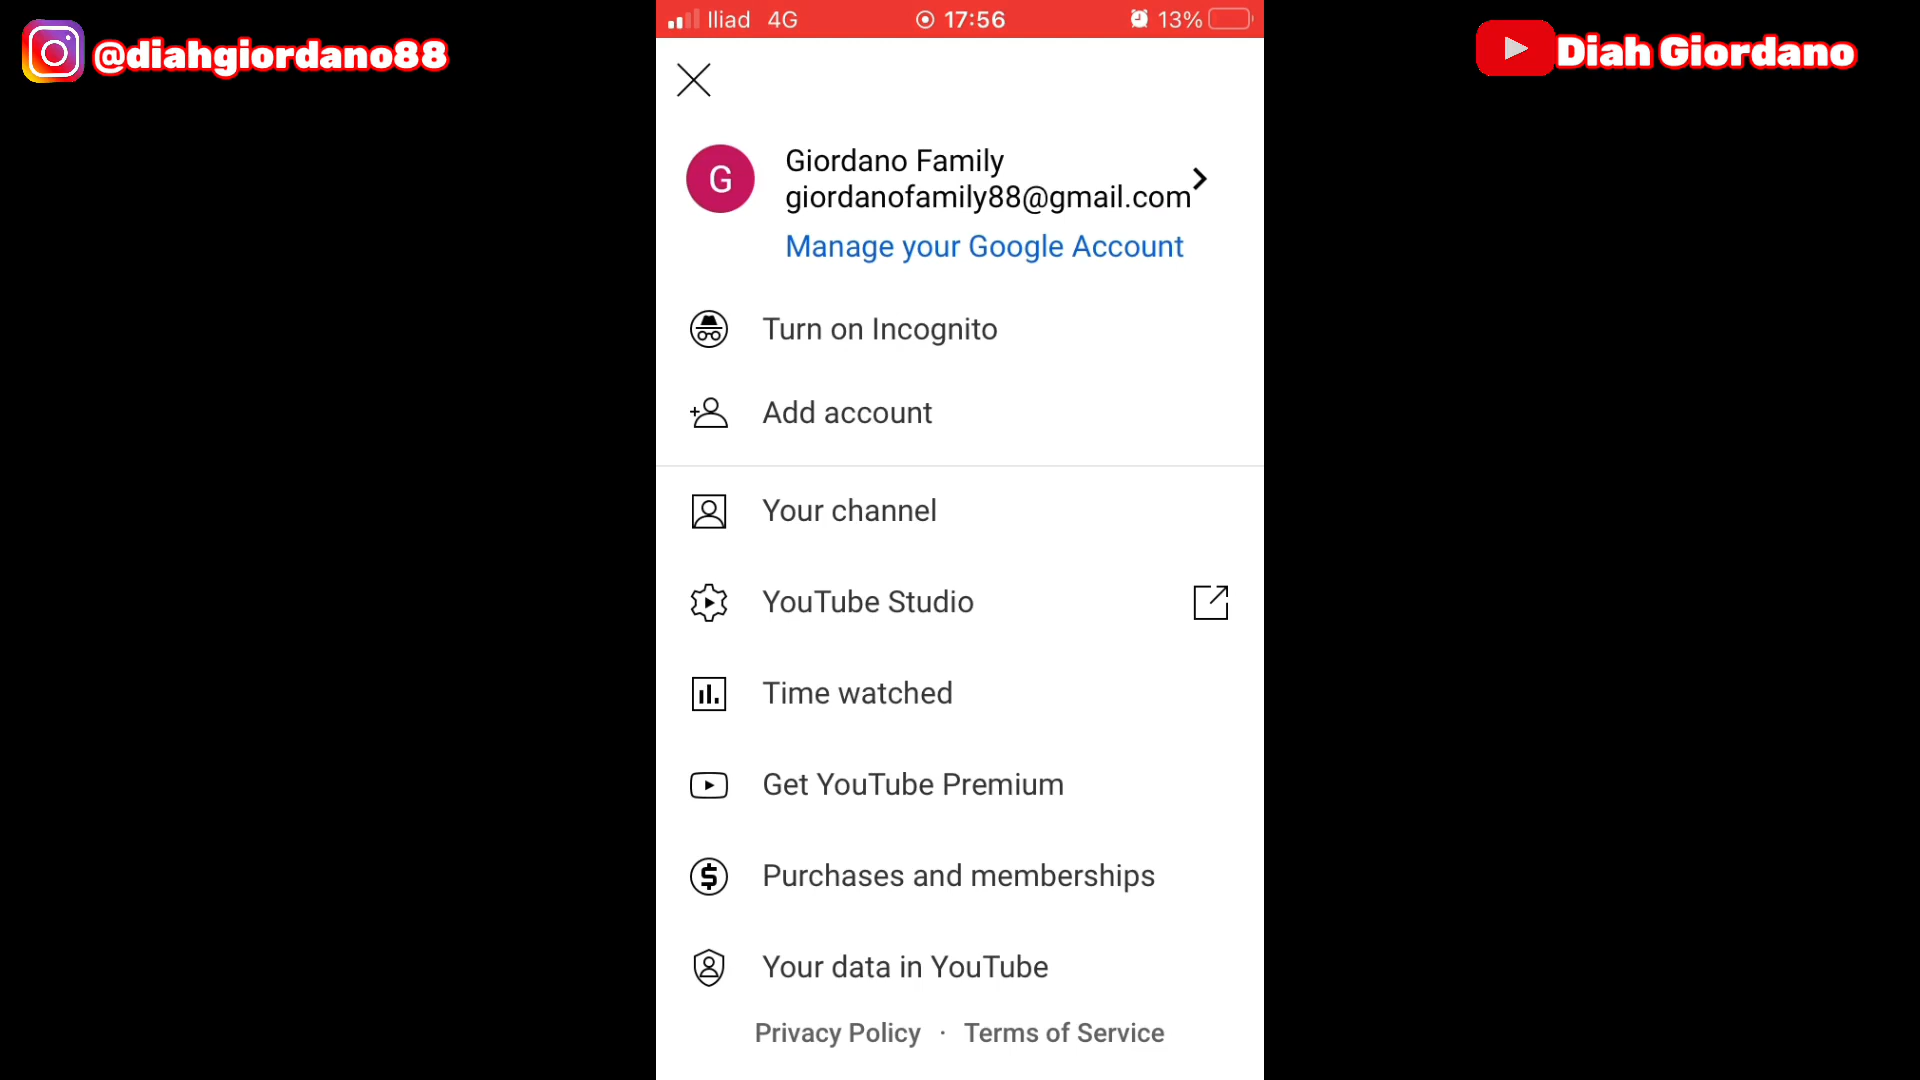 @diahgiordano88
Iliad 4G 17:56 13%
Diah Giordano
G
Giordano Family
giordanofamily88@gmail.com
Manage your Google Account
Turn on Incognito
Add account
Your channel
YouTube Studio
Time watched
Get YouTube Premium
Purchases and memberships
Your data in YouTube
Privacy Policy · Terms of Service